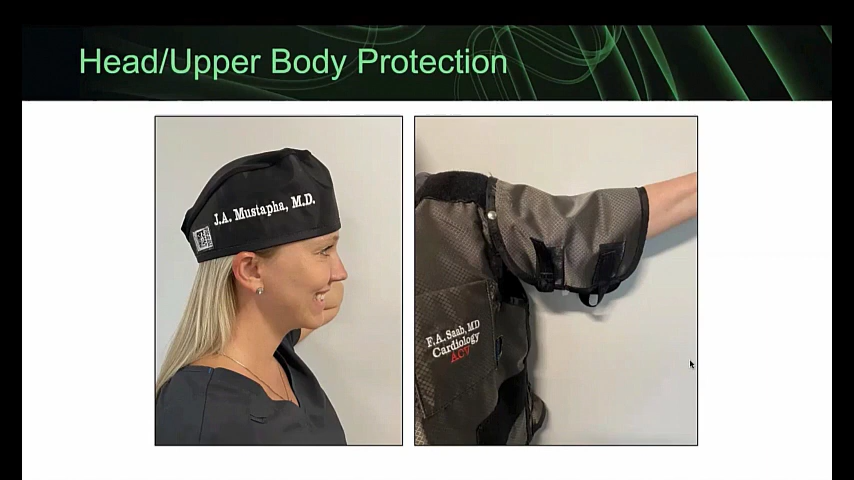 Head/Upper Body Protection
J.A. Mustapha, M.D.
F.A. Saab, MD
Cardiology
ACV